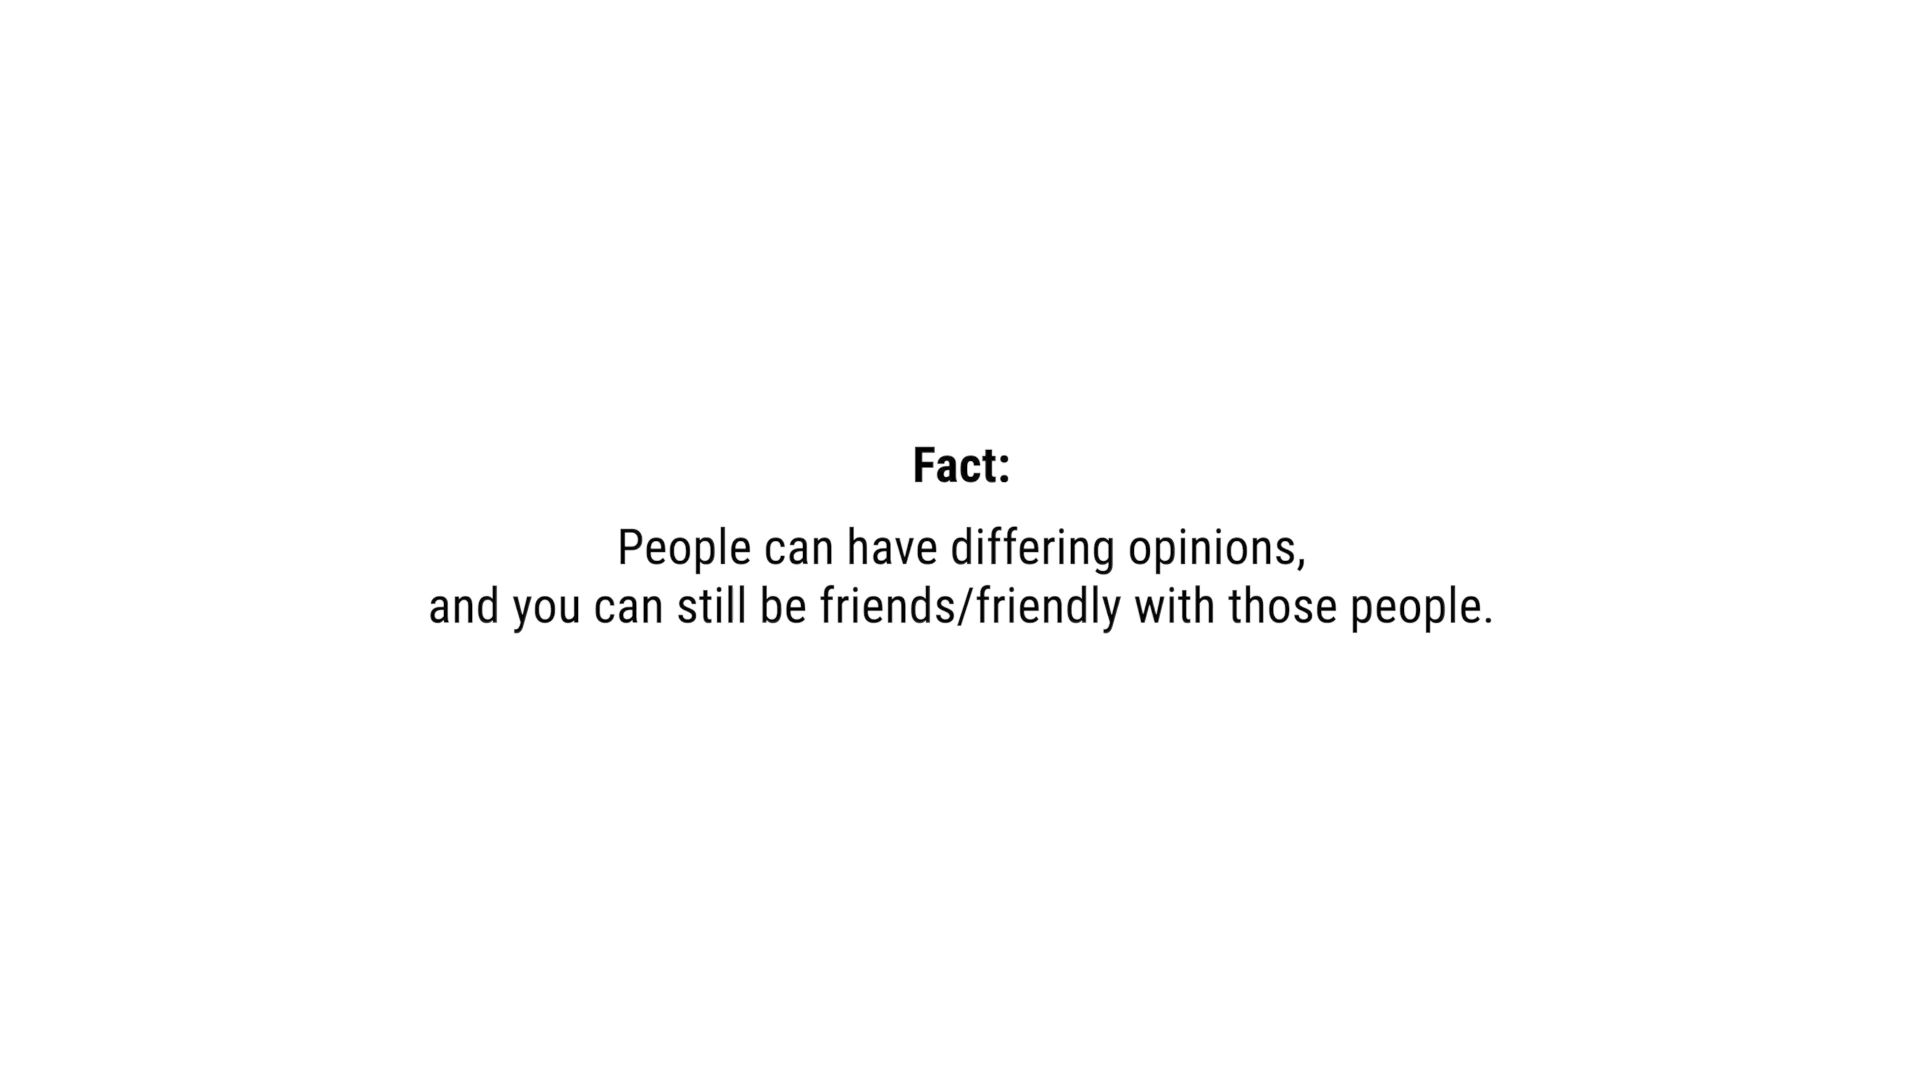 Fact:
People can have differing opinions,
and you can still be friends/friendly with those people.